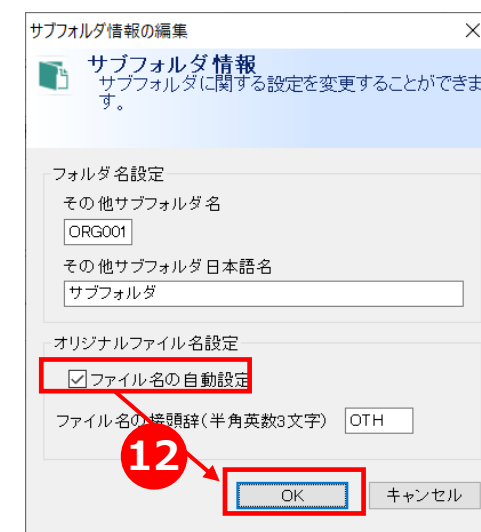 サブフォルダ情報の編集
サブフォルダ情報
サブフォルダに関する設定を変更することができま
す。
フォルダ名設定
その他サブフォルダ名
ORG001
その他サブフォルダ日本語名
サブフォルダ
オリジナルファイル名設定
ファイル名の自動設定
ファイル名の接頭辞(半角英数3文字) OTH
12
OK キャンセル